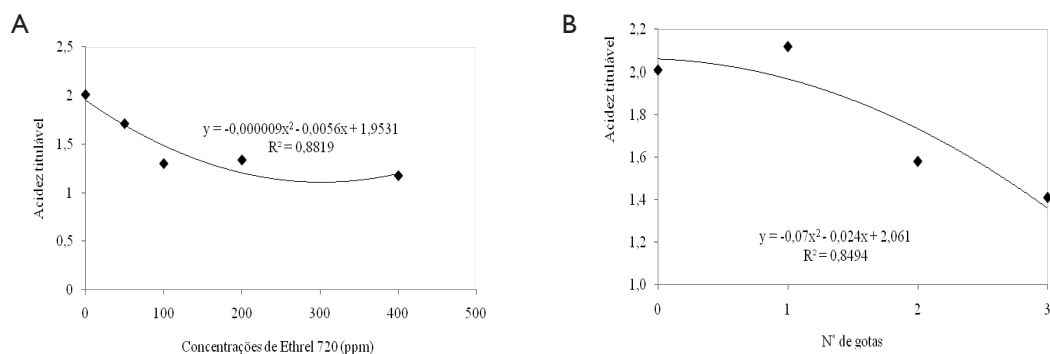 A
Acidez titulável
2,5
2
1,5
1
0,5
0
y = -0,000009x² - 0,0056x + 1,9531
R² = 0,8819
0 100 200 300 400 500
Concentrações de Ethrel 720 (ppm)
B
Acidez titulável
2,2
2,0
1,8
1,6
1,4
1,2
1,0
y = -0,07x² - 0,024x + 2,061
R² = 0,8494
0 1 2 3
N° de gotas